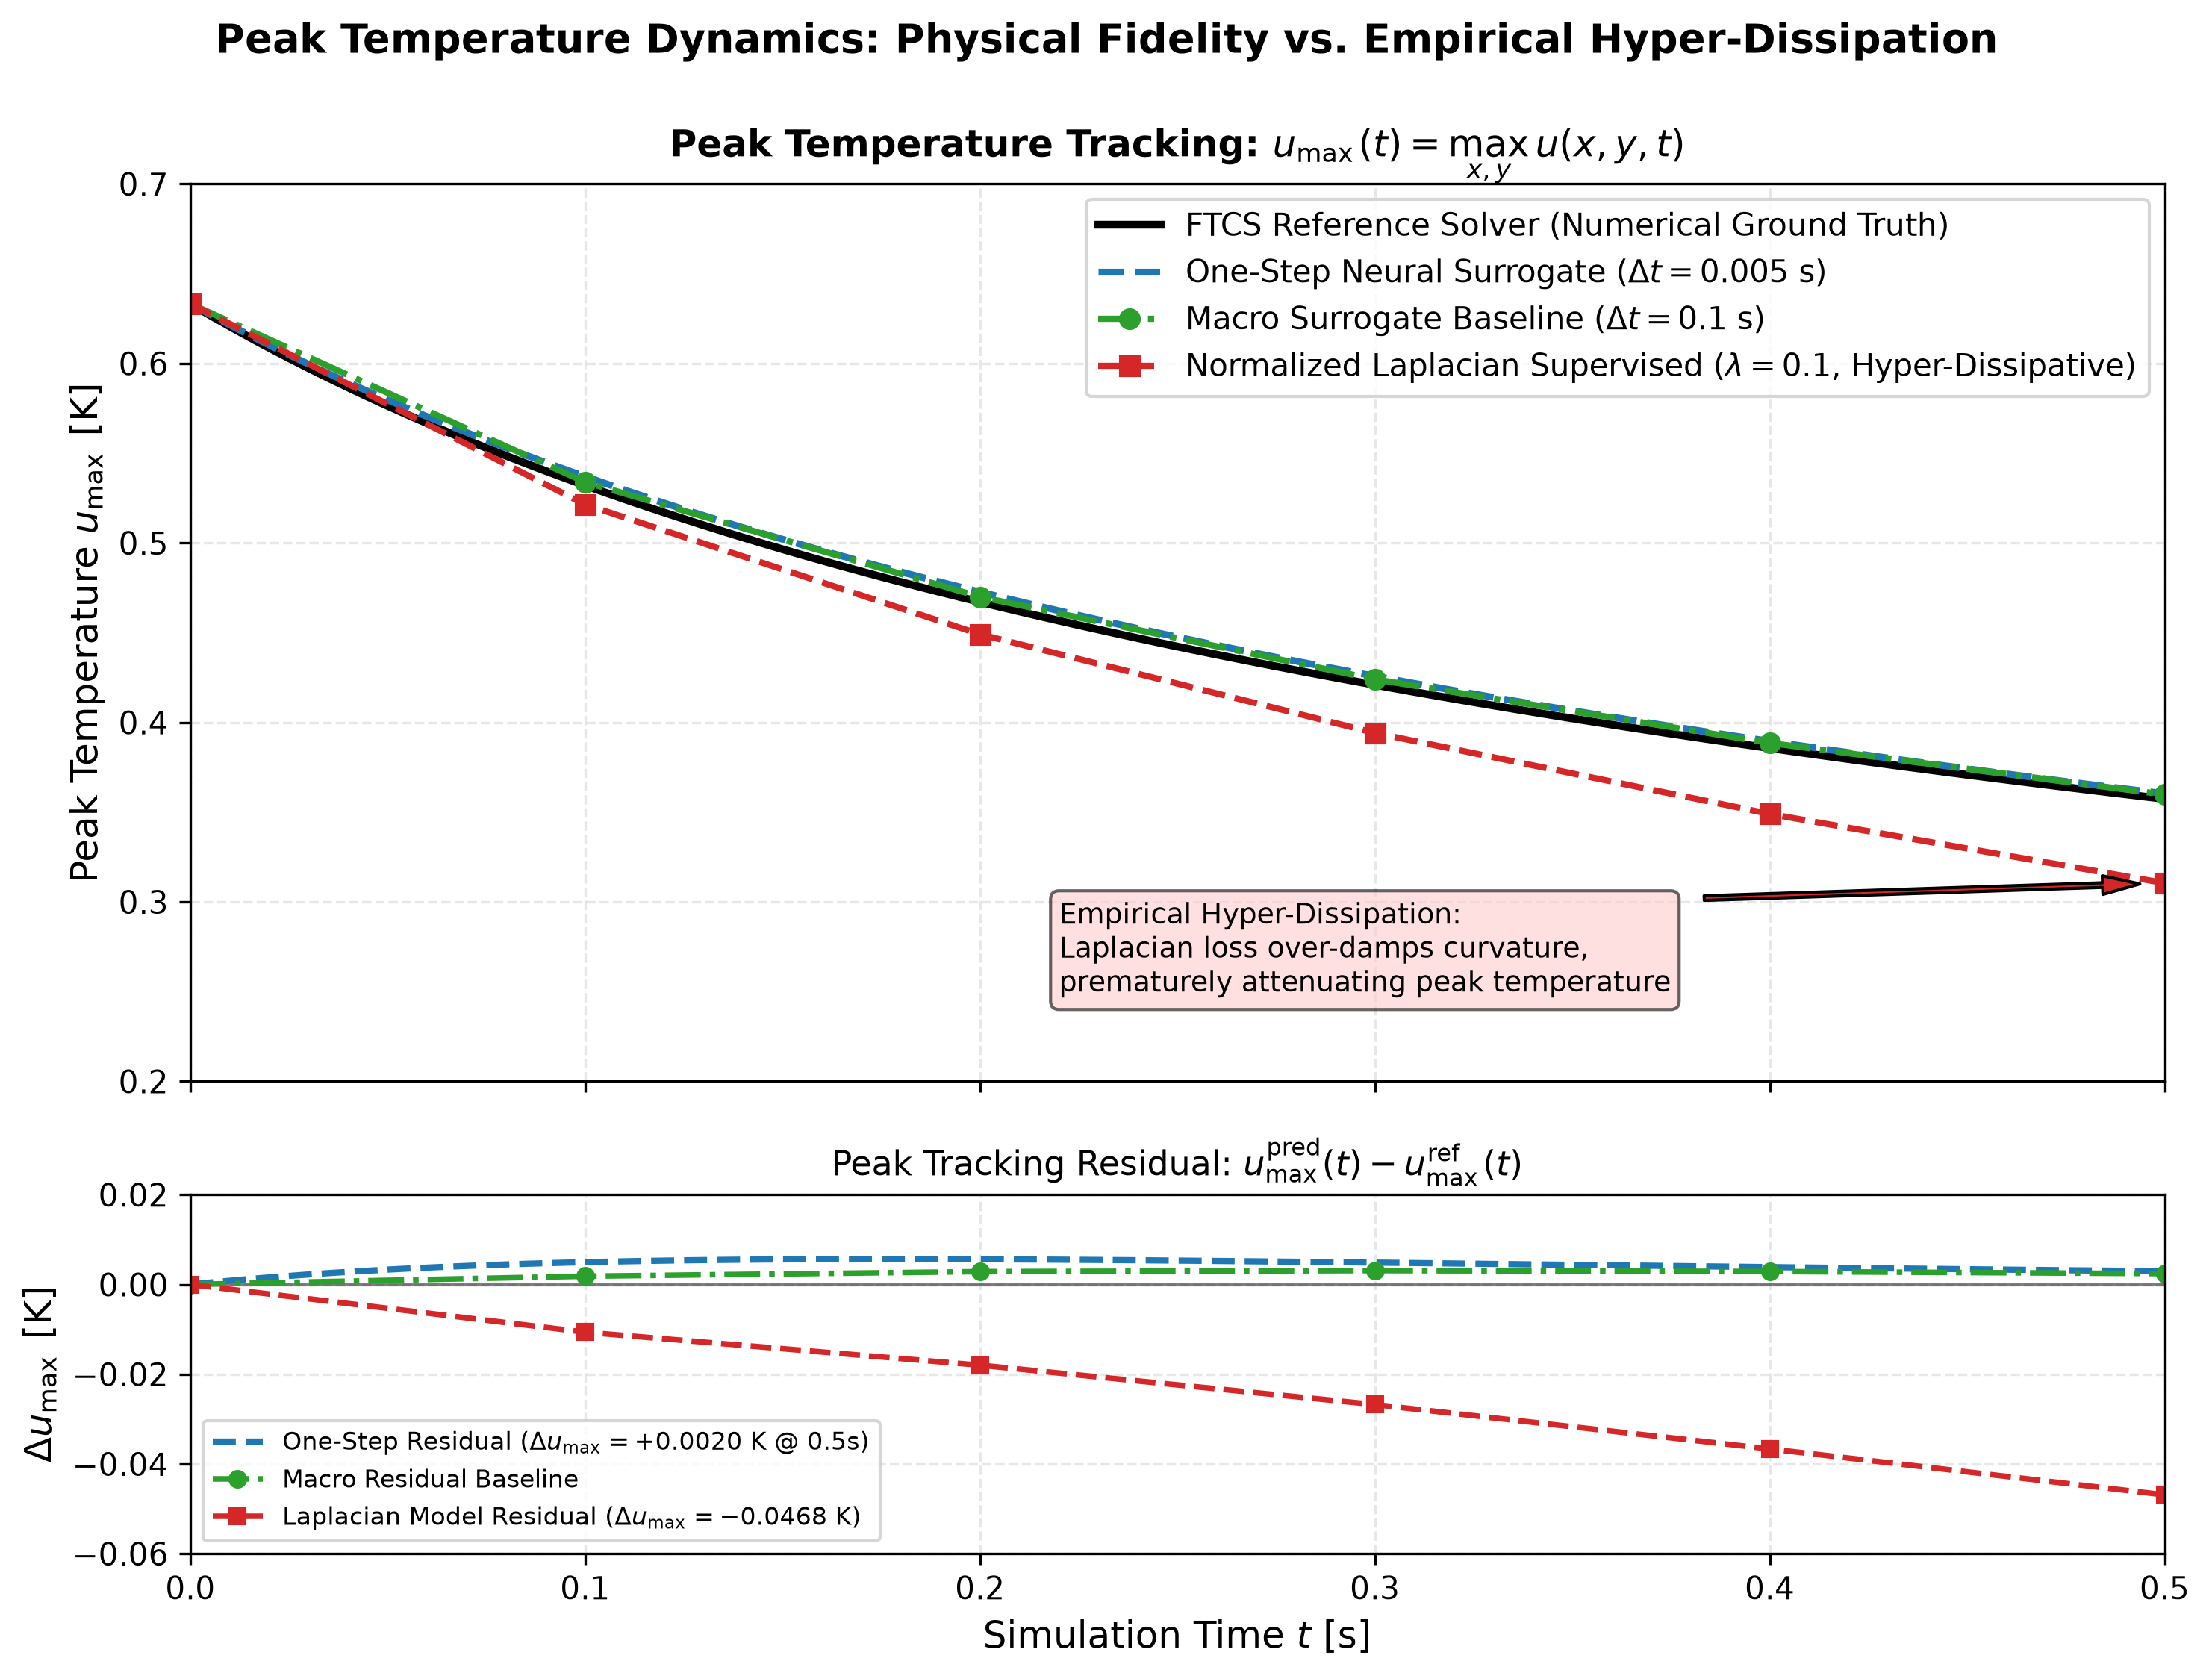 Peak Temperature Dynamics: Physical Fidelity vs. Empirical Hyper-Dissipation
Peak Temperature Tracking: u_max(t) = max_{x,y} u(x, y, t)
0.7
0.6
0.5
0.4
0.3
0.2
Peak Temperature u_max [K]
FTCS Reference Solver (Numerical Ground Truth)
One-Step Neural Surrogate (Δt = 0.005 s)
Macro Surrogate Baseline (Δt = 0.1 s)
Normalized Laplacian Supervised (λ = 0.1, Hyper-Dissipative)
Empirical Hyper-Dissipation:
Laplacian loss over-damps curvature,
prematurely attenuating peak temperature
Peak Tracking Residual: u_max^pred(t) − u_max^ref(t)
0.02
0.00
−0.02
−0.04
−0.06
Δu_max [K]
One-Step Residual (Δu_max = +0.0020 K @ 0.5s)
Macro Residual Baseline
Laplacian Model Residual (Δu_max = −0.0468 K)
0.0
0.1
0.2
0.3
0.4
0.5
Simulation Time t [s]